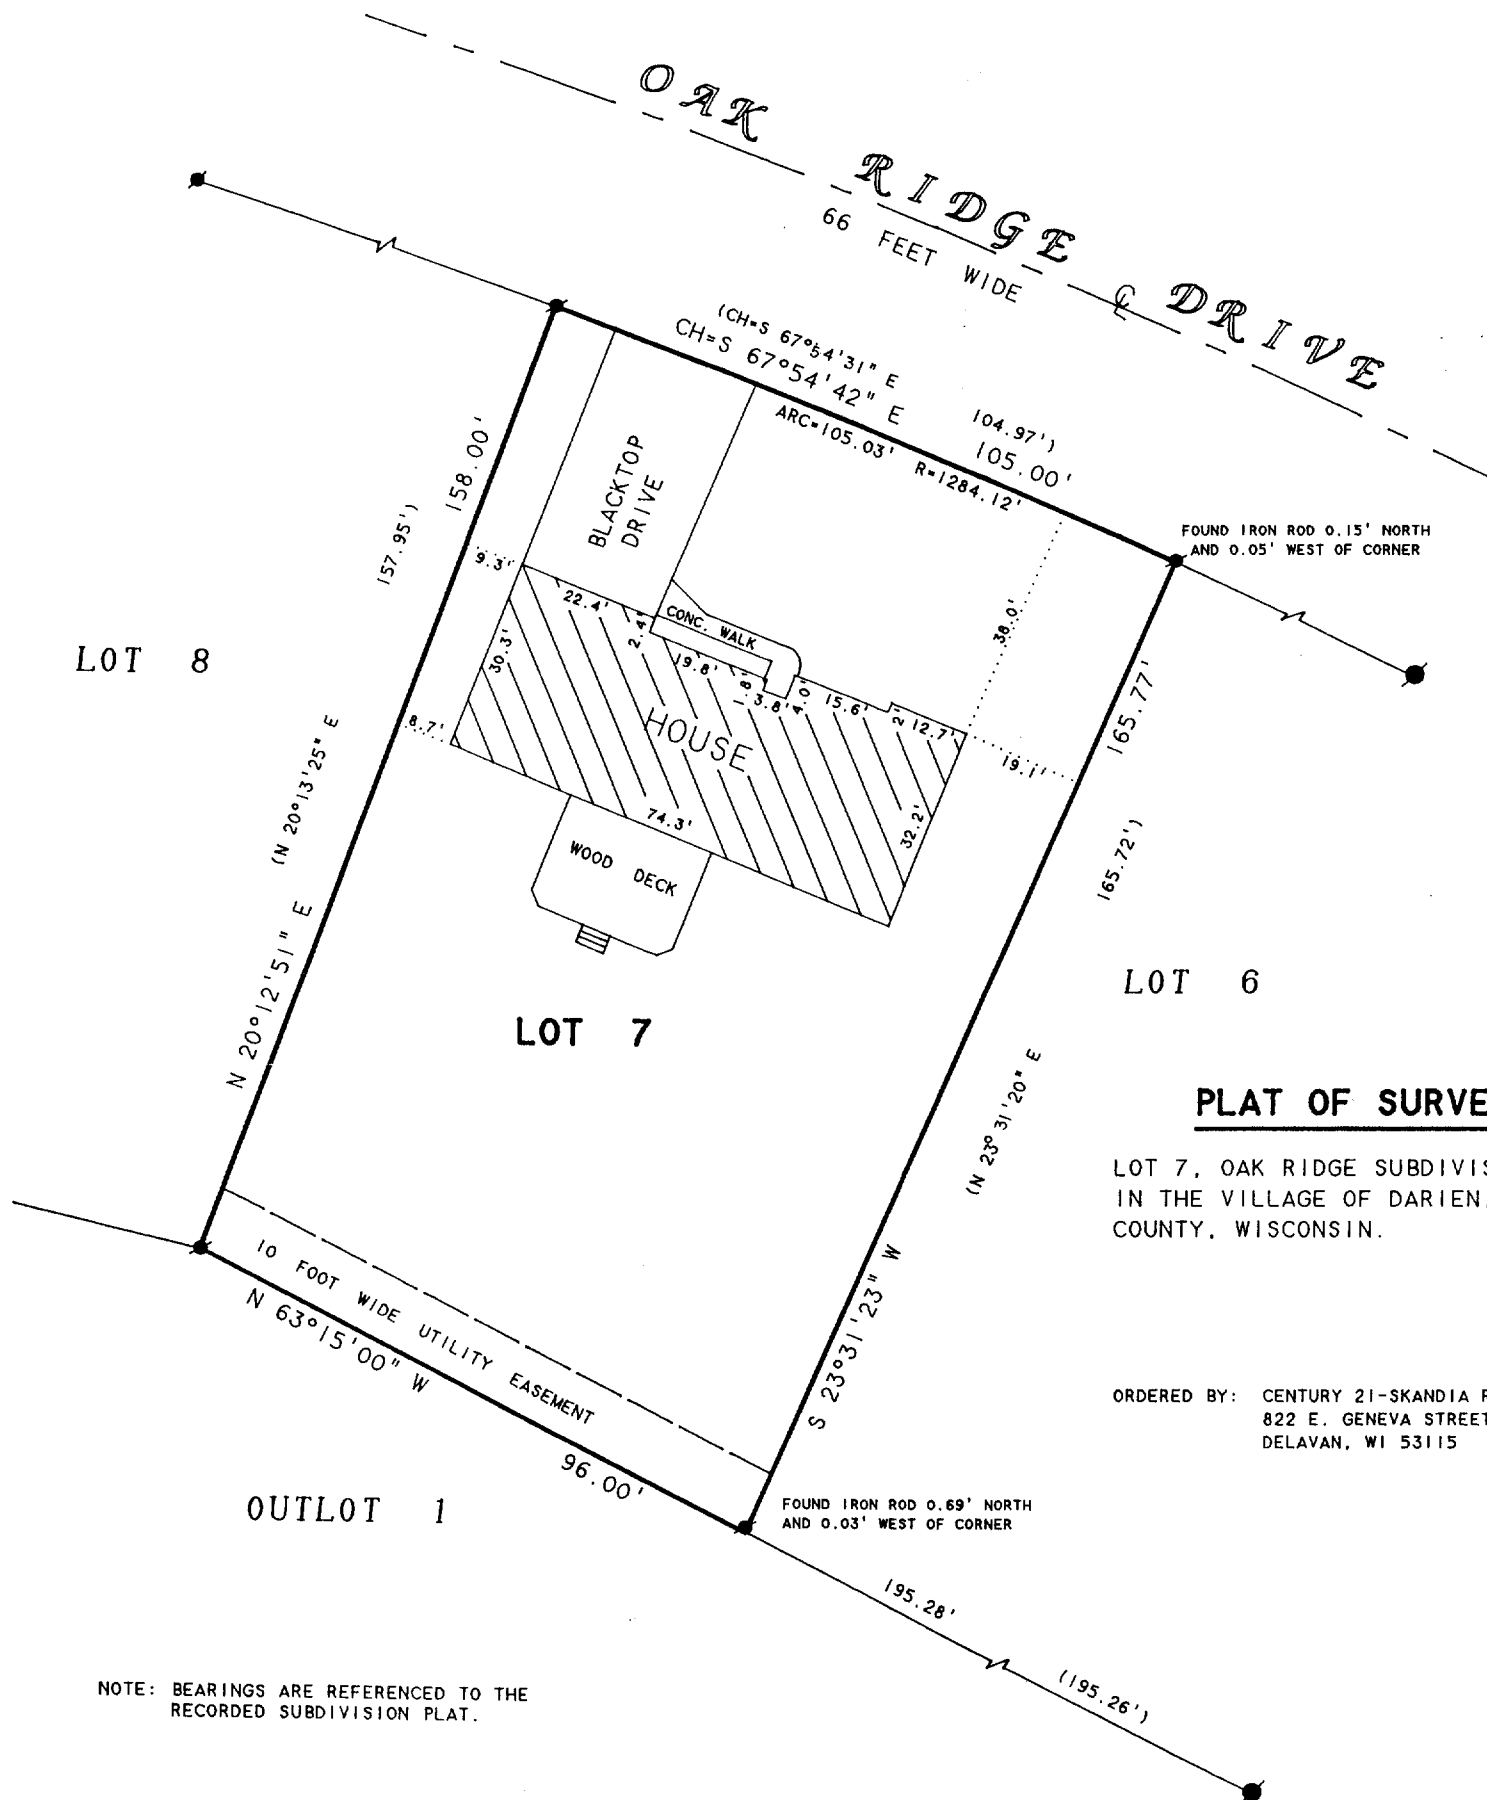 OAK RIDGE DRIVE
66 FEET WIDE
℄
(CH=S 67°54'31" E
104.97')
CH=S 67°54'42" E
105.00'
ARC=105.03' R=1284.12'
FOUND IRON ROD 0.15' NORTH
AND 0.05' WEST OF CORNER
158.00'
(N 20°13'25" E
157.95')
N 20°12'51" E
BLACKTOP
DRIVE
9.3'
22.4'
2.4'
CONC. WALK
38.0'
30.3'
19.8'
1.8'
3.8'
4.0'
15.6'
2'
12.7'
19.1'
165.77'
LOT 8
8.7'
HOUSE
74.3'
32.2'
WOOD DECK
165.72')
LOT 6
LOT 7
(N 23°31'20" E
S 23°31'23" W
PLAT OF SURVE
LOT 7, OAK RIDGE SUBDIVIS
IN THE VILLAGE OF DARIEN,
COUNTY, WISCONSIN.
10 FOOT WIDE UTILITY EASEMENT
N 63°15'00" W
96.00'
ORDERED BY: CENTURY 21-SKANDIA R
822 E. GENEVA STREET
DELAVAN, WI 53115
OUTLOT 1
FOUND IRON ROD 0.69' NORTH
AND 0.03' WEST OF CORNER
195.28'
(195.26')
NOTE: BEARINGS ARE REFERENCED TO THE
RECORDED SUBDIVISION PLAT.